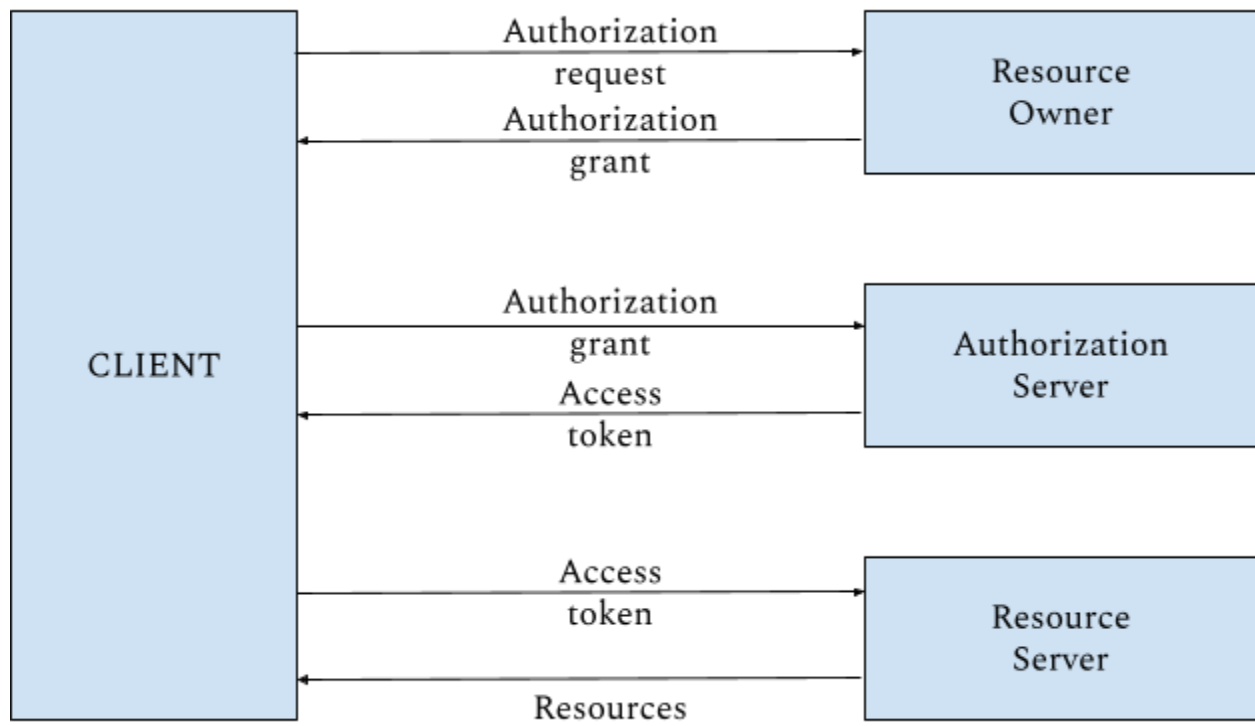 Authorization
request
Resource
Owner
Authorization
grant
CLIENT
Authorization
grant
Authorization
Server
Access
token
Access
token
Resource
Server
Resources